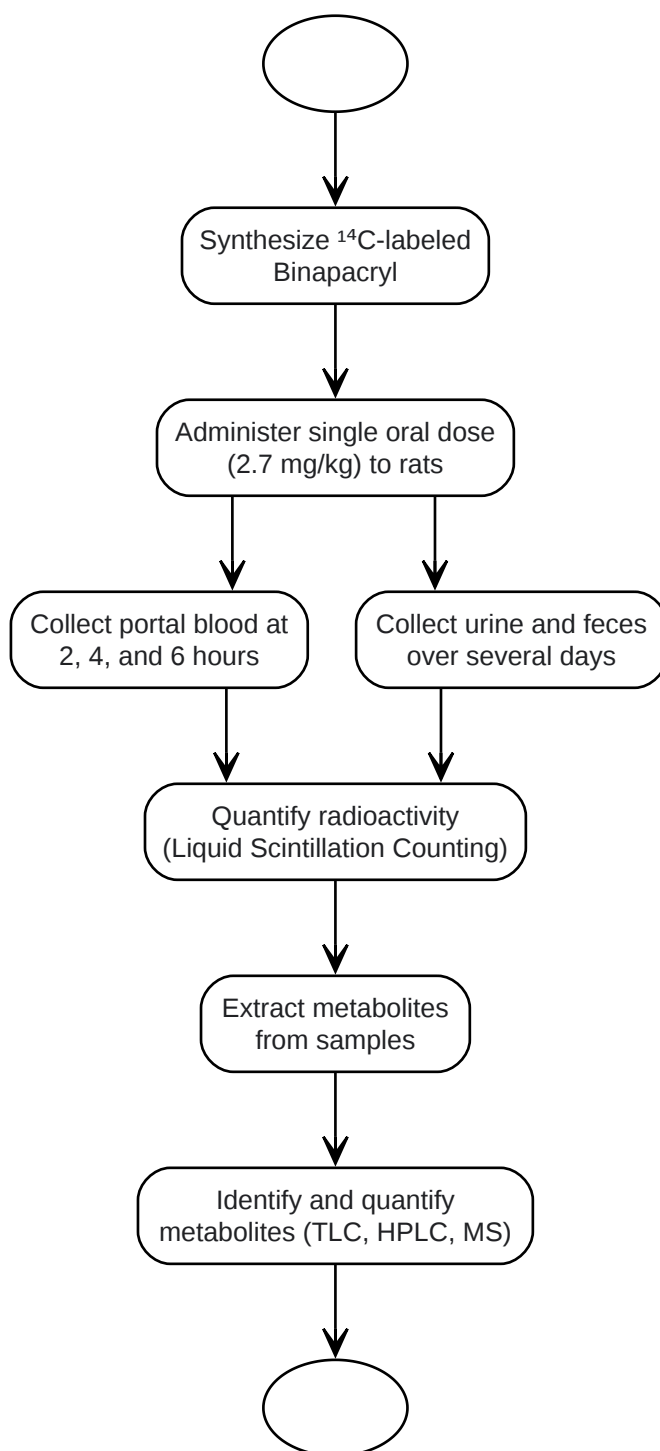 Synthesize ¹⁴C-labeled
Binapacryl
Administer single oral dose
(2.7 mg/kg) to rats
Collect portal blood at
2, 4, and 6 hours
Collect urine and feces
over several days
Quantify radioactivity
(Liquid Scintillation Counting)
Extract metabolites
from samples
Identify and quantify
metabolites (TLC, HPLC, MS)